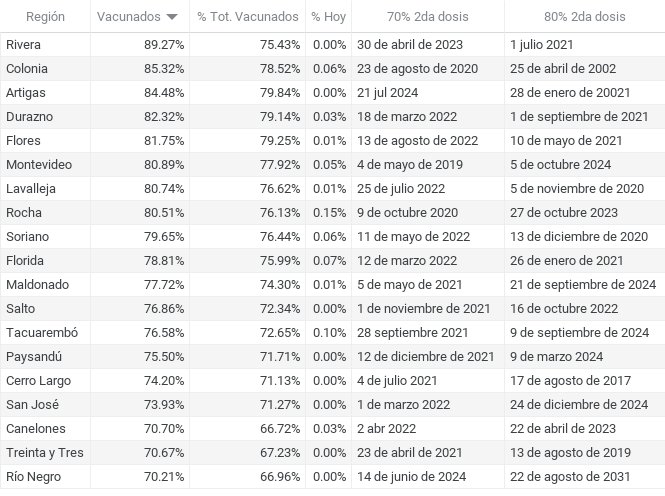 Región Vacunados % Tot. Vacunados % Hoy 70% 2da dosis 80% 2da dosis
Rivera 89.27% 75.43% 0.00% 30 de abril de 2023 1 julio 2021
Colonia 85.32% 78.52% 0.06% 23 de agosto de 2020 25 de abril de 2002
Artigas 84.48% 79.84% 0.00% 21 jul 2024 28 de enero de 20021
Durazno 82.32% 79.14% 0.03% 18 de marzo 2022 1 de septiembre de 2021
Flores 81.75% 79.25% 0.01% 13 de agosto de 2022 10 de mayo de 2021
Montevideo 80.89% 77.92% 0.05% 4 de mayo de 2019 5 de octubre 2024
Lavalleja 80.74% 76.62% 0.01% 25 de julio 2022 5 de noviembre de 2020
Rocha 80.51% 76.13% 0.15% 9 de octubre 2020 27 de octubre 2023
Soriano 79.65% 76.44% 0.06% 11 de mayo de 2022 13 de diciembre de 2020
Florida 78.81% 75.99% 0.07% 12 de marzo 2022 26 de enero de 2021
Maldonado 77.72% 74.30% 0.01% 5 de mayo de 2021 21 de septiembre de 2024
Salto 76.86% 72.34% 0.00% 1 de noviembre de 2021 16 de octubre 2022
Tacuarembó 76.58% 72.65% 0.10% 28 septiembre 2021 9 de septiembre de 2024
Paysandú 75.50% 71.71% 0.00% 12 de diciembre de 2021 9 de marzo 2024
Cerro Largo 74.20% 71.13% 0.00% 4 de julio 2021 17 de agosto de 2017
San José 73.93% 71.27% 0.00% 1 de marzo 2022 24 de diciembre de 2024
Canelones 70.70% 66.72% 0.03% 2 abr 2022 22 de abril de 2023
Treinta y Tres 70.67% 67.23% 0.00% 23 de abril de 2021 13 de agosto de 2019
Río Negro 70.21% 66.96% 0.00% 14 de junio de 2024 22 de agosto de 2031